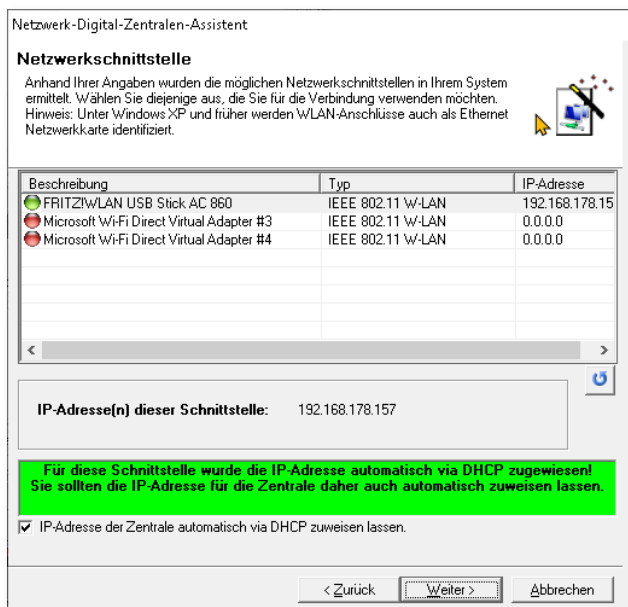 Netzwerk-Digital-Zentralen-Assistent
Netzwerkschnittstelle
Anhand Ihrer Angaben wurden die möglichen Netzwerkschnittstellen in Ihrem System
ermittelt. Wählen Sie diejenige aus, die Sie für die Verbindung verwenden möchten.
Hinweis: Unter Windows XP und früher werden WLAN-Anschlüsse auch als Ethernet
Netzwerkkarte identifiziert.
Beschreibung Typ IP-Adresse
FRITZ!WLAN USB Stick AC 860 IEEE 802.11 W-LAN 192.168.178.15
Microsoft Wi-Fi Direct Virtual Adapter #3 IEEE 802.11 W-LAN 0.0.0.0
Microsoft Wi-Fi Direct Virtual Adapter #4 IEEE 802.11 W-LAN 0.0.0.0
IP-Adresse(n) dieser Schnittstelle: 192.168.178.157
Für diese Schnittstelle wurde die IP-Adresse automatisch via DHCP zugewiesen!
Sie sollten die IP-Adresse für die Zentrale daher auch automatisch zuweisen lassen.
IP-Adresse der Zentrale automatisch via DHCP zuweisen lassen.
< Zurück Weiter > Abbrechen